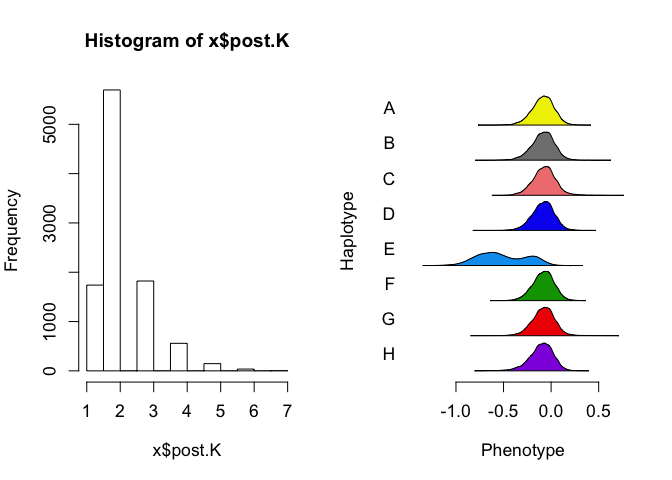 Histogram of x$post.K
Frequency
0
1000
3000
5000
1 2 3 4 5 6 7
x$post.K
Haplotype
A
B
C
D
E
F
G
H
-1.0 -0.5 0.0 0.5
Phenotype